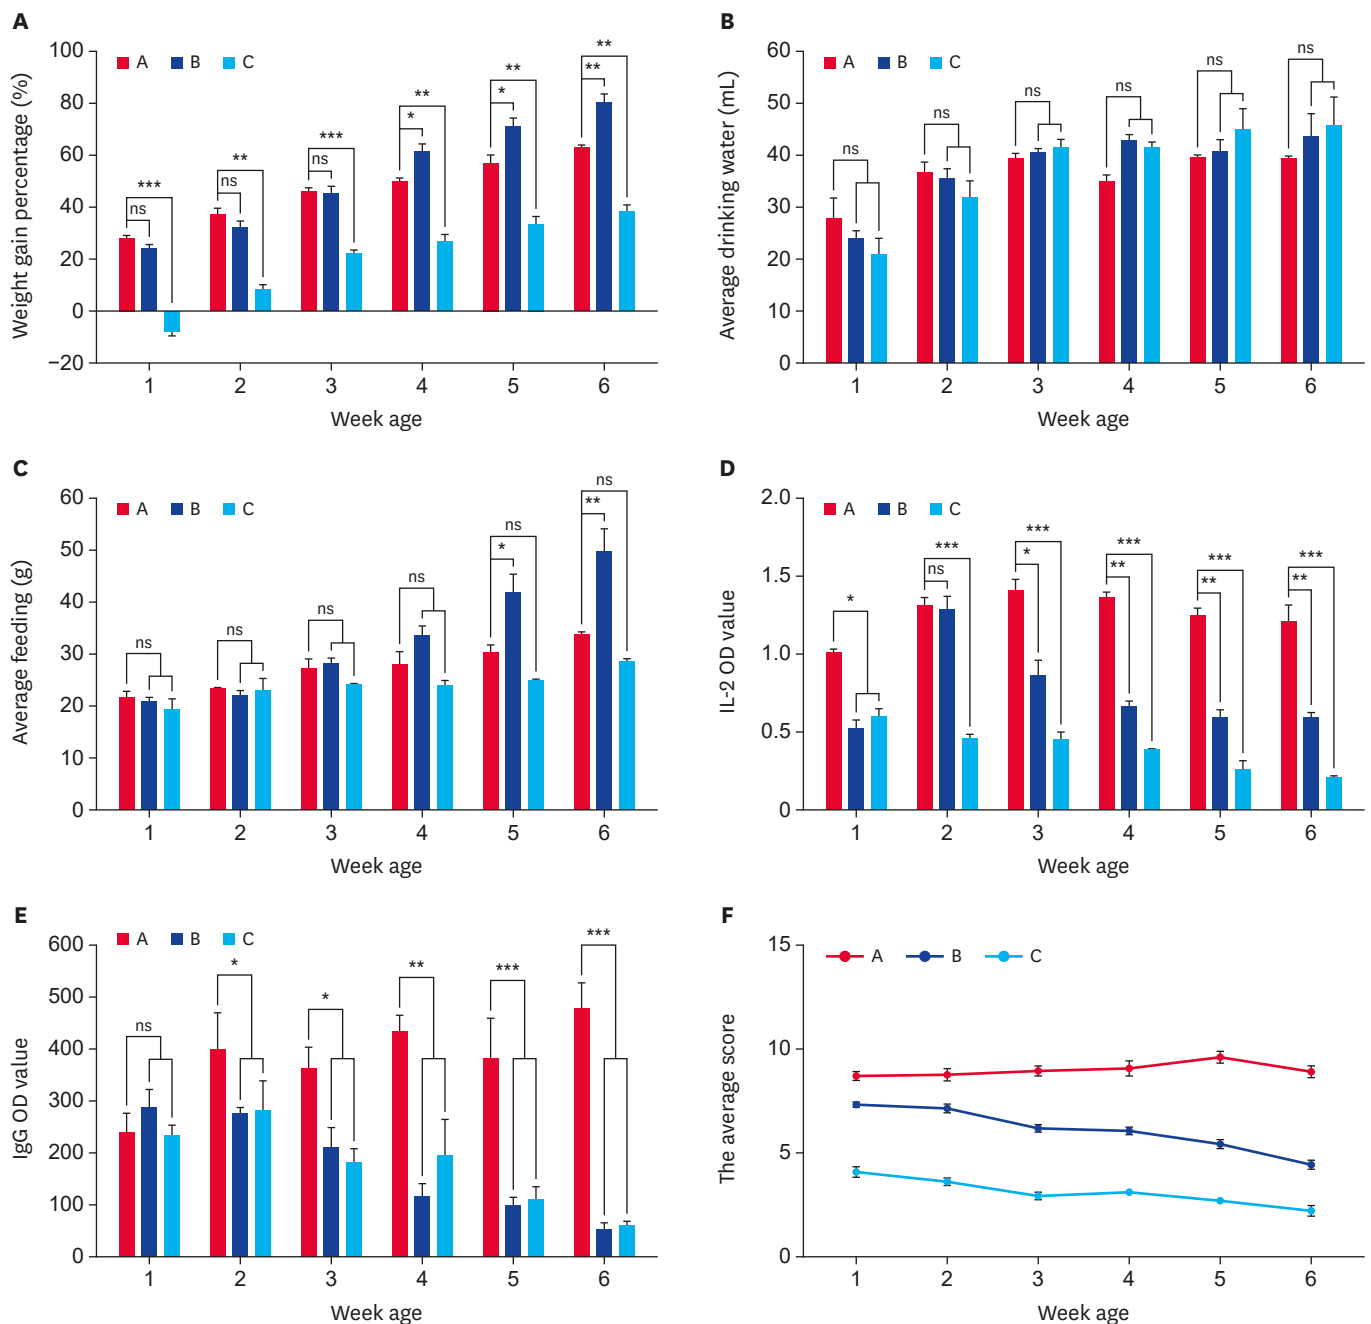 A
Weight gain percentage (%)
100
80
60
40
20
0
−20
A B C
***
ns
**
ns
***
ns
**
*
**
*
**
**
1 2 3 4 5 6
Week age
B
Average drinking water (mL)
60
50
40
30
20
10
0
A B C
ns
ns
ns
ns
ns
ns
1 2 3 4 5 6
Week age
C
Average feeding (g)
60
50
40
30
20
10
0
A B C
ns
ns
ns
ns
ns
*
ns
**
1 2 3 4 5 6
Week age
D
IL-2 OD value
2.0
1.5
1.0
0.5
0
A B C
*
***
ns
***
*
***
**
***
**
***
**
1 2 3 4 5 6
Week age
E
IgG OD value
600
500
400
300
200
100
0
A B C
ns
*
*
**
***
***
1 2 3 4 5 6
Week age
F
The average score
15
10
5
0
A B C
1 2 3 4 5 6
Week age